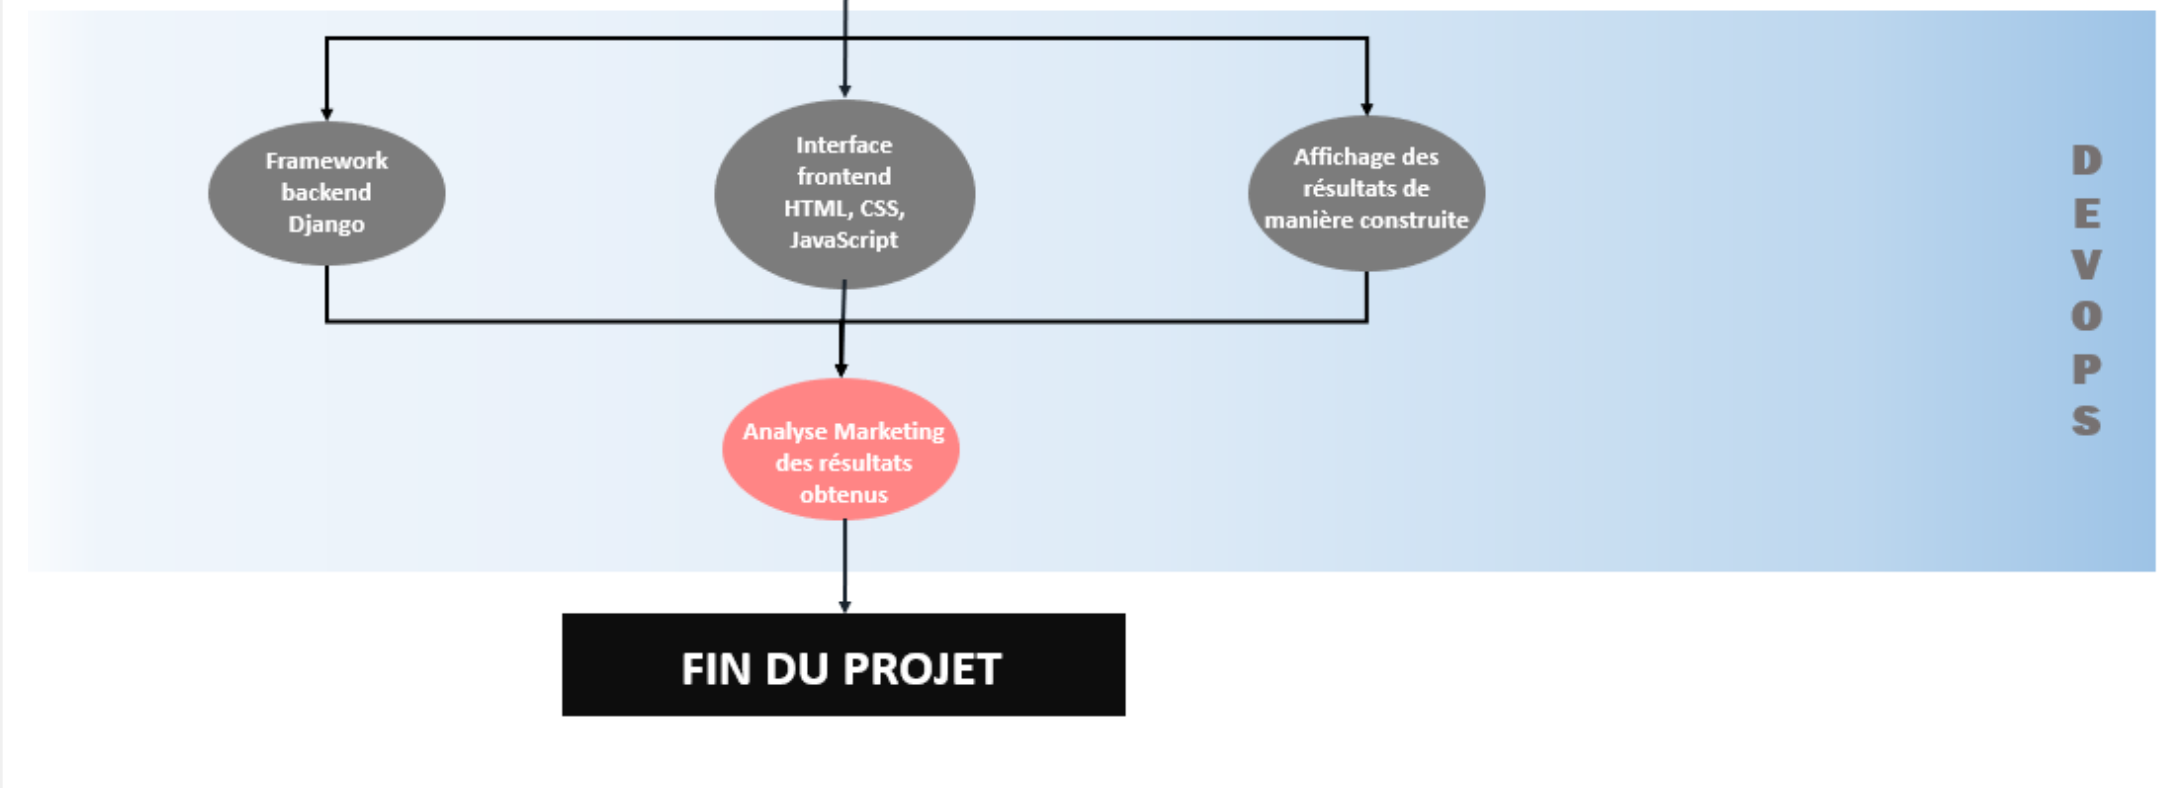 Framework
backend
Django
Interface
frontend
HTML, CSS,
JavaScript
Affichage des
résultats de
manière construite
D
E
V
O
P
S
Analyse Marketing
des résultats
obtenus
FIN DU PROJET